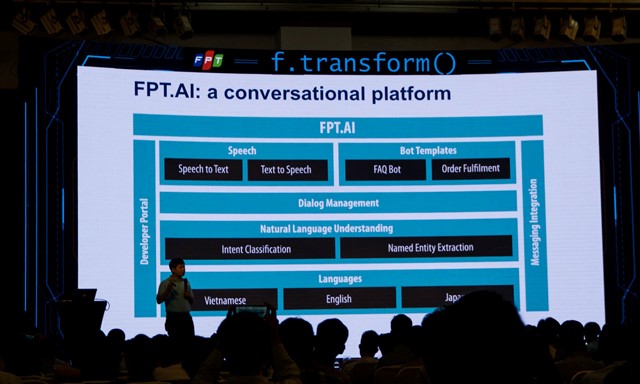 FPT
f.transform()
FPT.AI: a conversational platform
FPT.AI
Developer Portal
Speech
Speech to Text
Text to Speech
Bot Templates
FAQ Bot
Order Fulfilment
Dialog Management
Natural Language Understanding
Intent Classification
Named Entity Extraction
Languages
Vietnamese
English
Japa
Messaging Integration